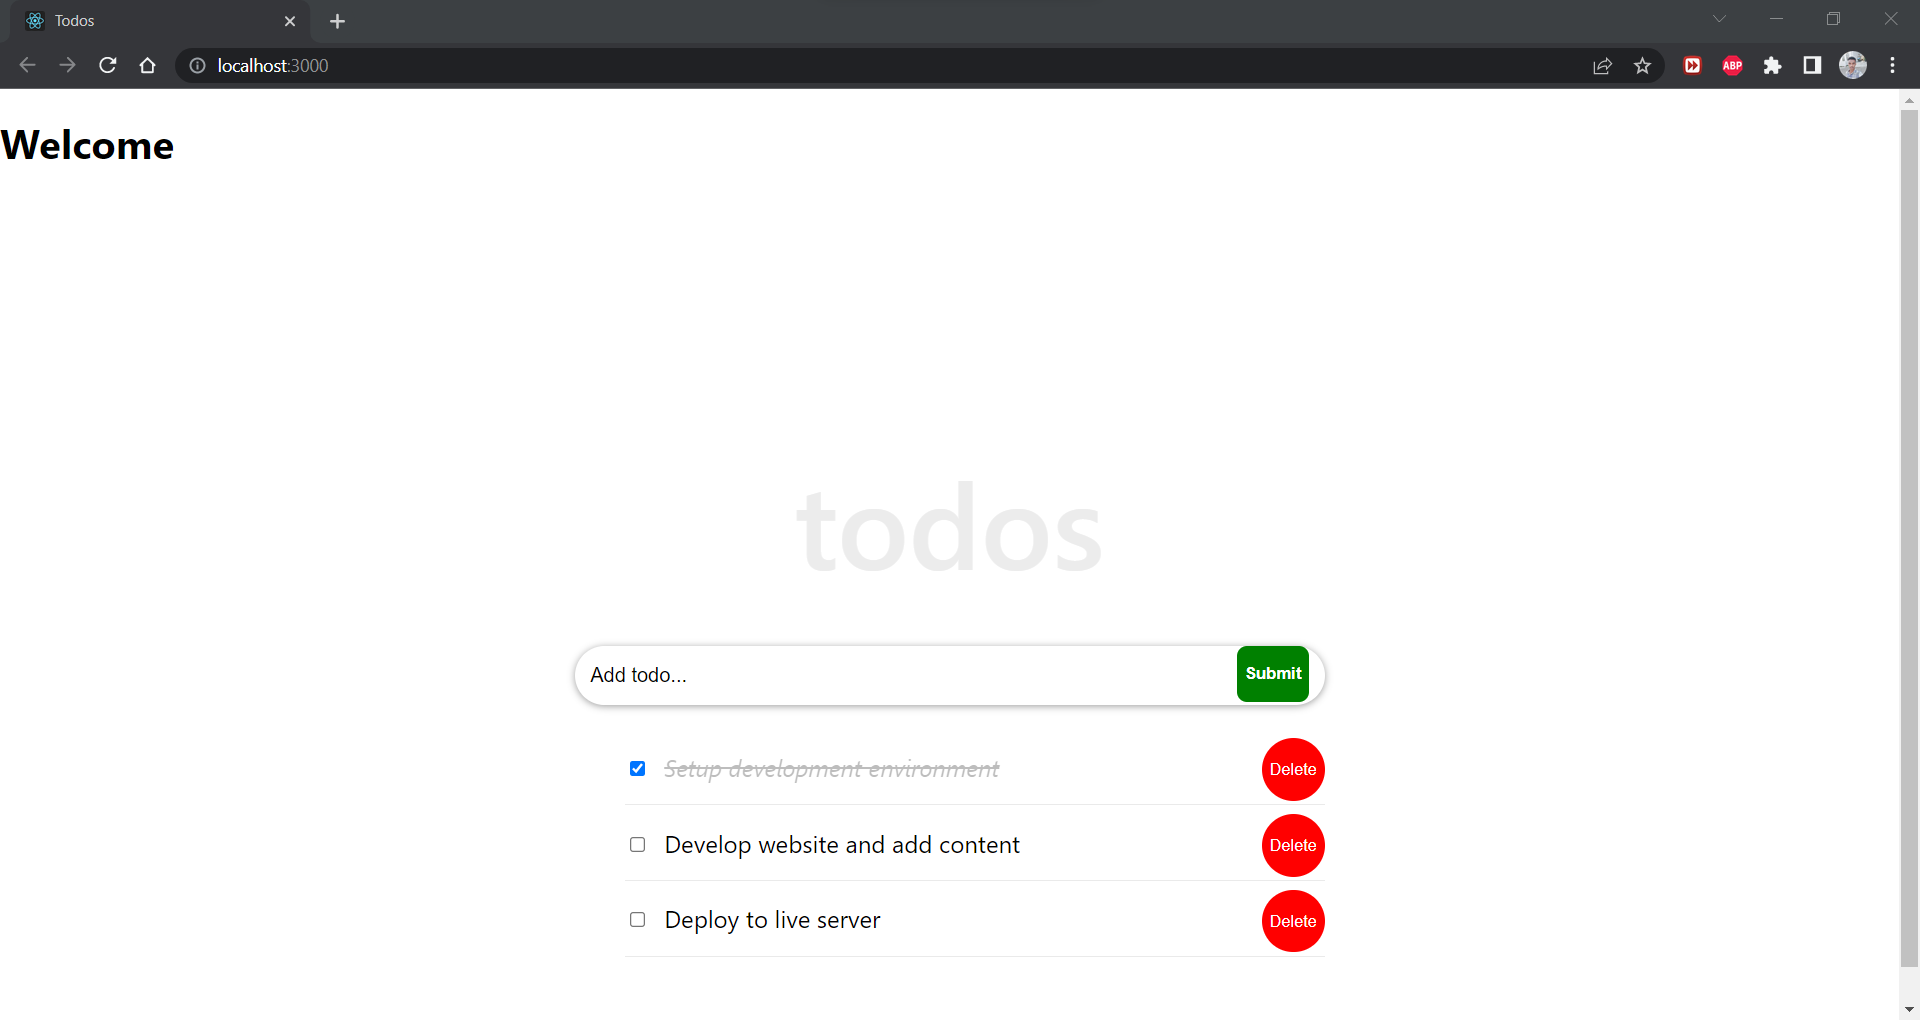 Todos
localhost:3000
ABP
Welcome
todos
Add todo...
Submit
Setup development environment
Delete
Develop website and add content
Delete
Deploy to live server
Delete